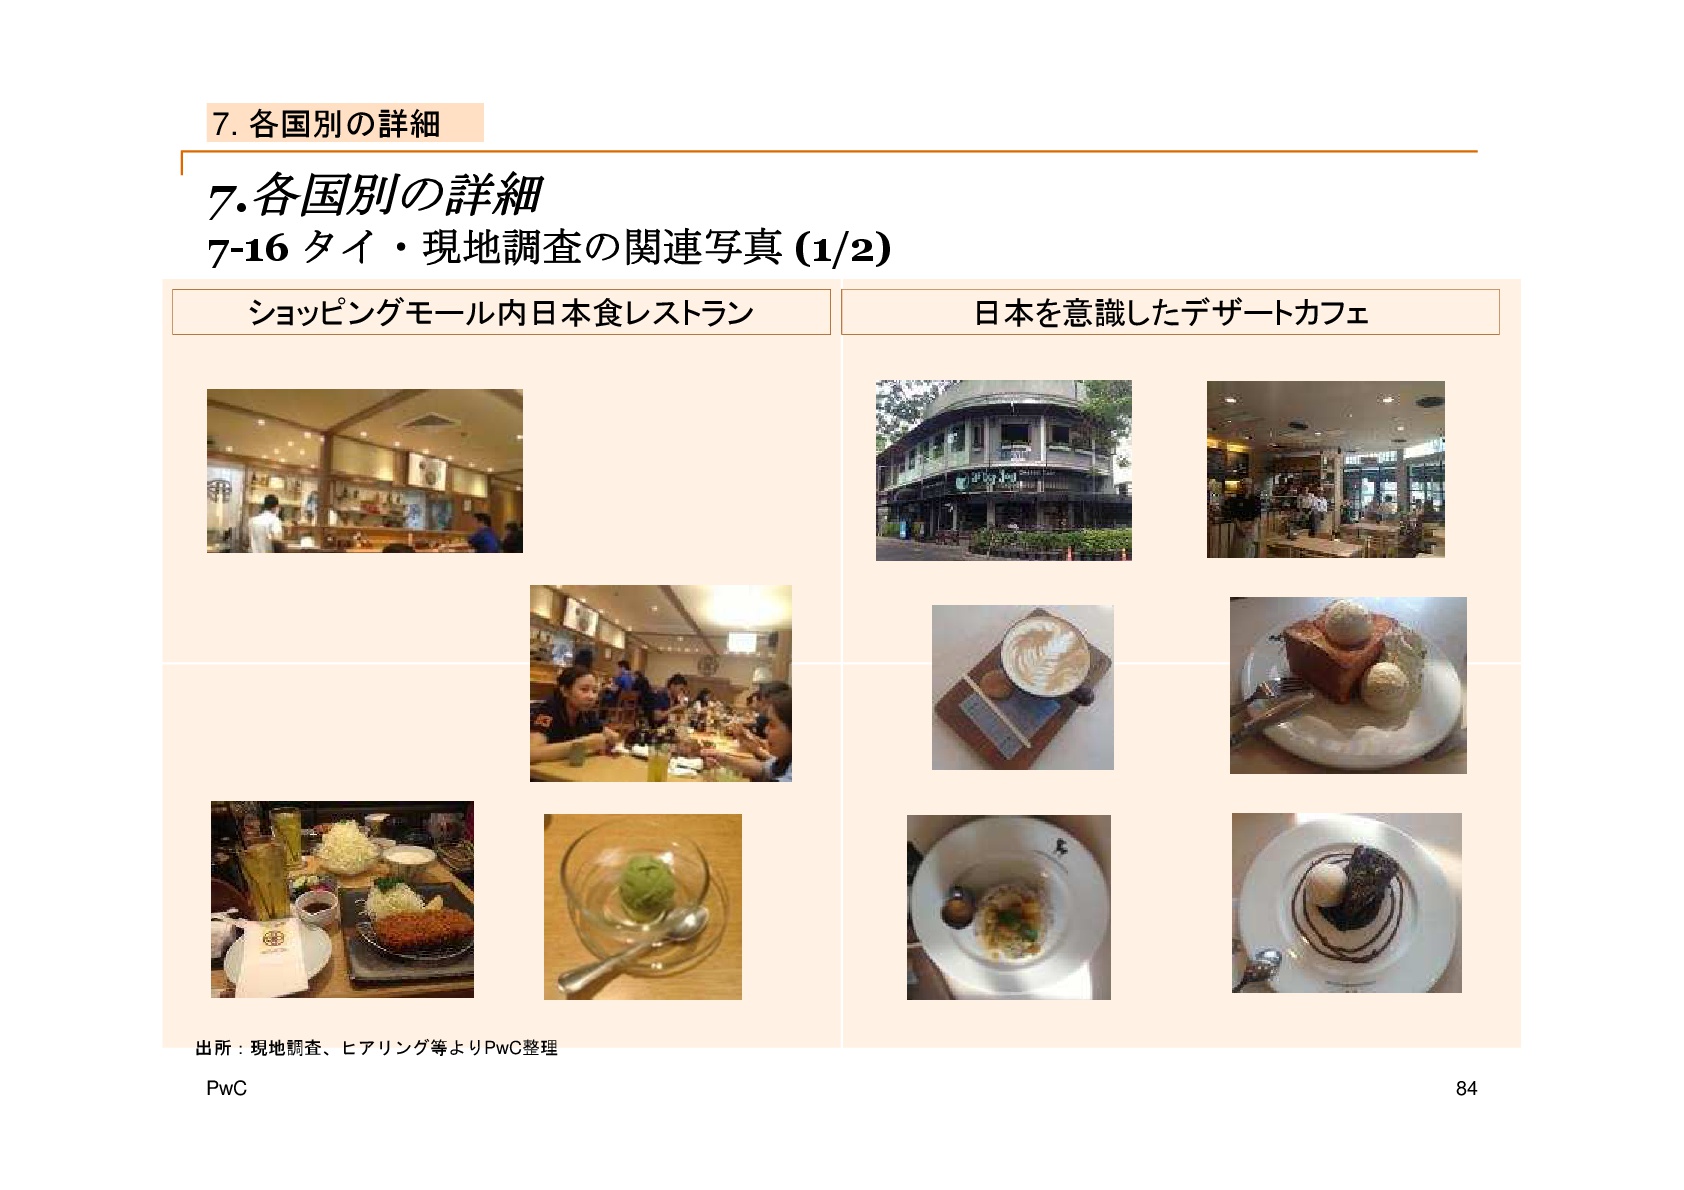 7. 各国別の詳細
7.各国別の詳細
7-16 タイ・現地調査の関連写真 (1/2)
ショッピングモール内日本食レストラン
日本を意識したデザートカフェ
出所：現地調査、ヒアリング等よりPwC整理
PwC
84